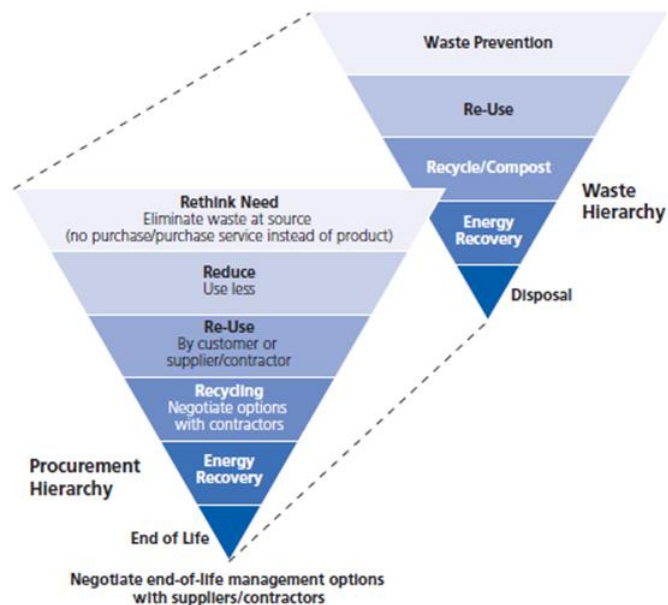 Waste Prevention
Re-Use
Recycle/Compost
Energy
Recovery
Waste
Hierarchy
Disposal
Rethink Need
Eliminate waste at source
(no purchase/purchase service instead of product)
Reduce
Use less
Re-Use
By customer or
supplier/contractor
Recycling
Negotiate options
with contractors
Energy
Recovery
Procurement
Hierarchy
End of Life
Negotiate end-of-life management options
with suppliers/contractors